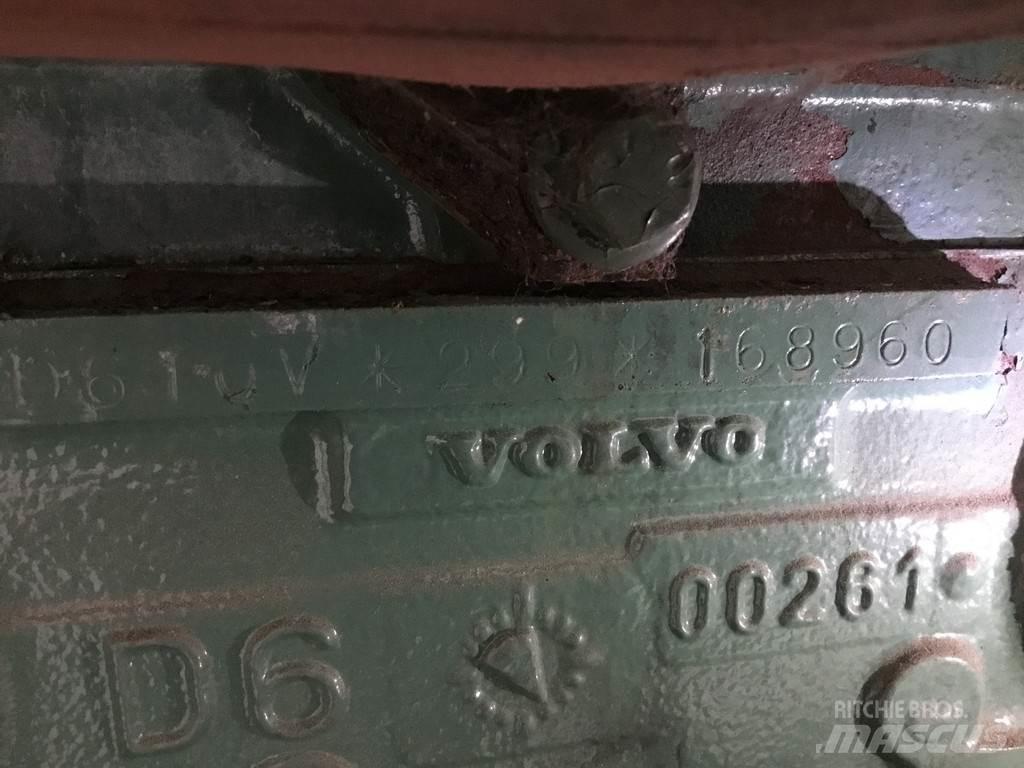 * 299 * 168960
VOLVO
00261
D6
RITCHIE BROS.
MASCUS